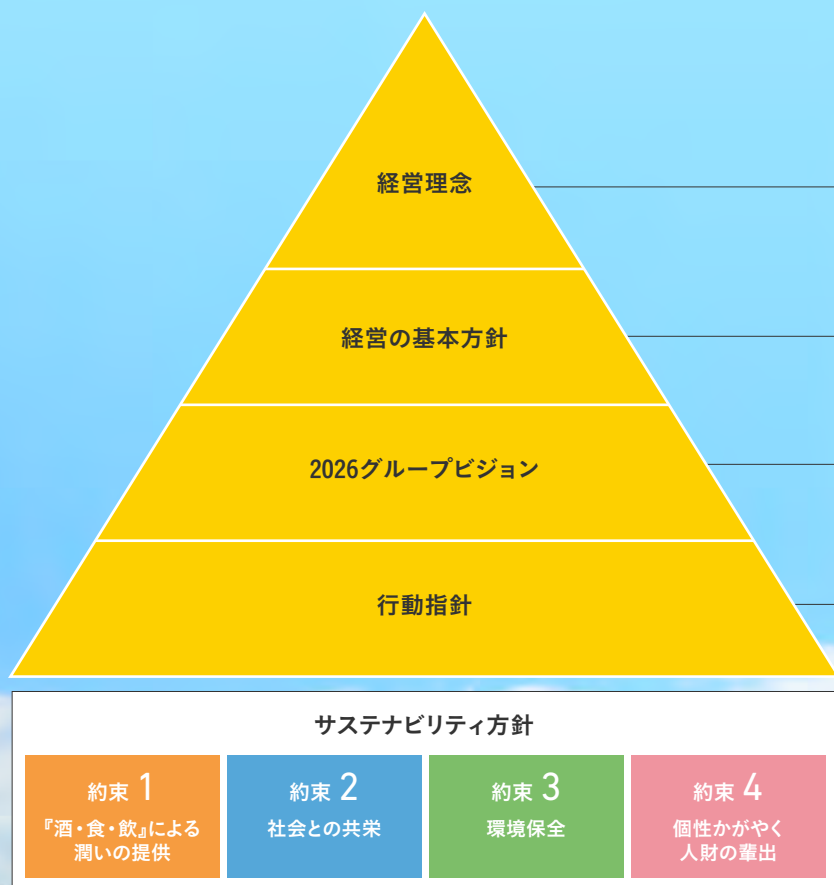 経営理念
経営の基本方針
2026グループビジョン
行動指針
サステナビリティ方針
約束 1
『酒・食・飲』による
潤いの提供
約束 2
社会との共栄
約束 3
環境保全
約束 4
個性かがやく
人財の輩出